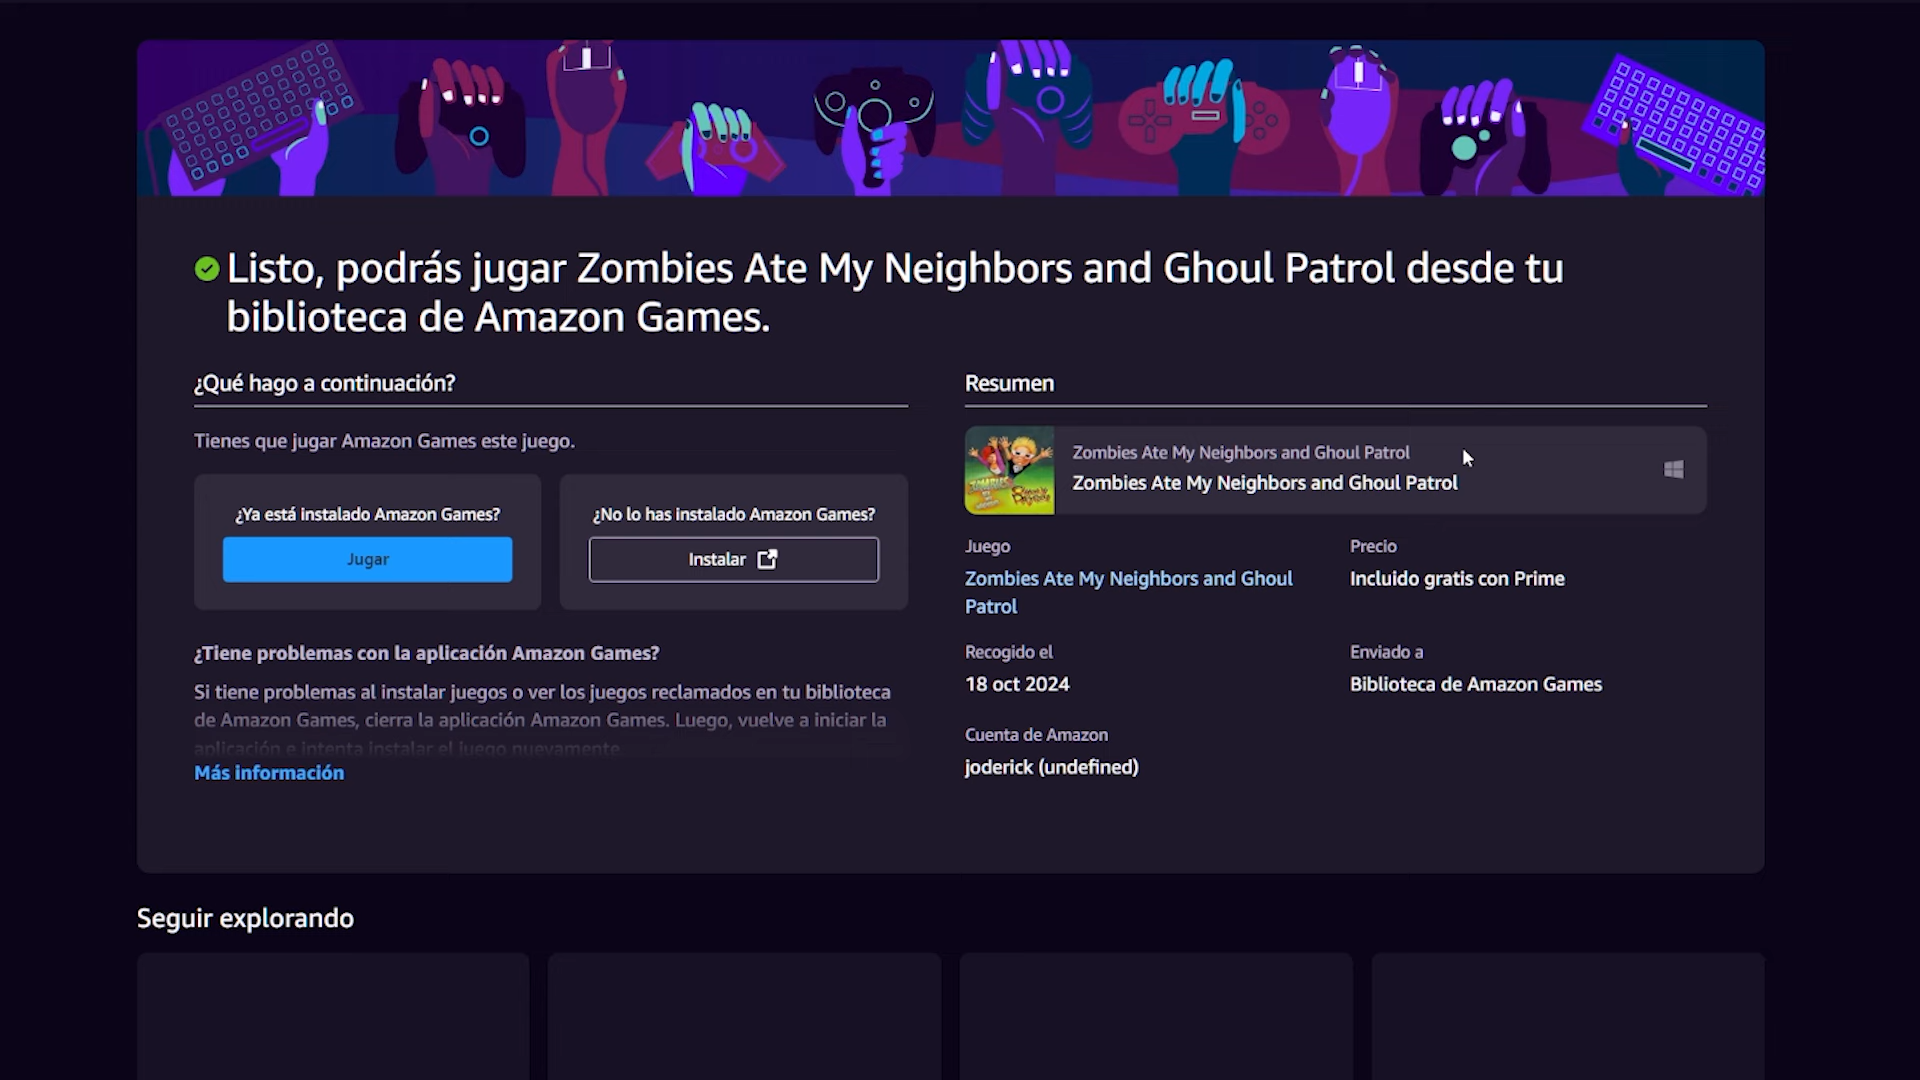 Listo, podrás jugar Zombies Ate My Neighbors and Ghoul Patrol desde tu
biblioteca de Amazon Games.
¿Qué hago a continuación?
Tienes que jugar Amazon Games este juego.
¿Ya está instalado Amazon Games?
Jugar
¿No lo has instalado Amazon Games?
Instalar
¿Tiene problemas con la aplicación Amazon Games?
Si tiene problemas al instalar juegos o ver los juegos reclamados en tu biblioteca
de Amazon Games, cierra la aplicación Amazon Games. Luego, vuelve a iniciar la
aplicación e intenta instalar el juego nuevamente
Más información
Resumen
Zombies Ate My Neighbors and Ghoul Patrol
Zombies Ate My Neighbors and Ghoul Patrol
Juego
Zombies Ate My Neighbors and Ghoul
Patrol
Precio
Incluido gratis con Prime
Recogido el
18 oct 2024
Enviado a
Biblioteca de Amazon Games
Cuenta de Amazon
joderick (undefined)
Seguir explorando